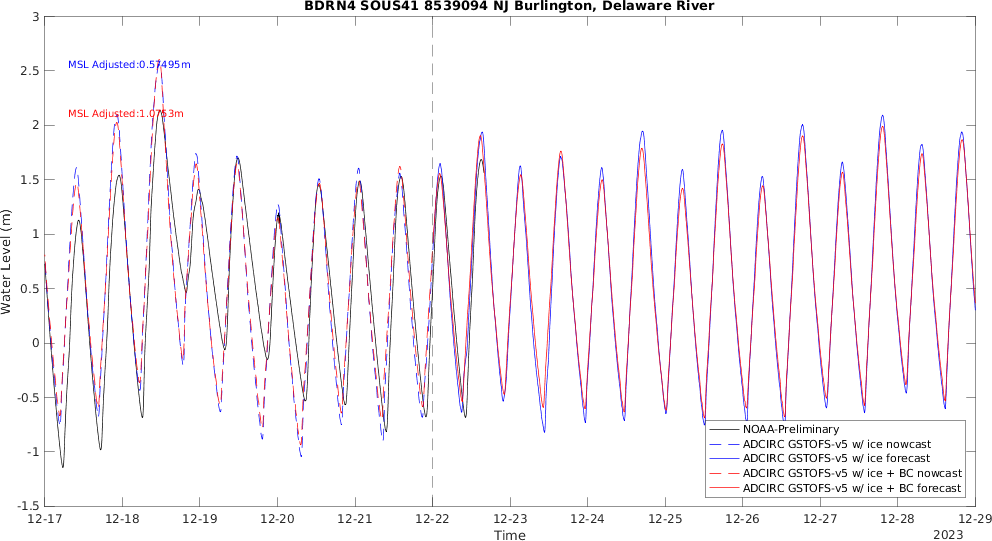 BDRN4 SOUS41 8539094 NJ Burlington, Delaware River
3
2.5
2
1.5
1
0.5
0
-0.5
-1
-1.5
Water Level (m)
MSL Adjusted:0.57495m
MSL Adjusted:1.0753m
NOAA-Preliminary
ADCIRC GSTOFS-v5 w/ ice nowcast
ADCIRC GSTOFS-v5 w/ ice forecast
ADCIRC GSTOFS-v5 w/ ice + BC nowcast
ADCIRC GSTOFS-v5 w/ ice + BC forecast
12-17 12-18 12-19 12-20 12-21 12-22 12-23 12-24 12-25 12-26 12-27 12-28 12-29
Time
2023